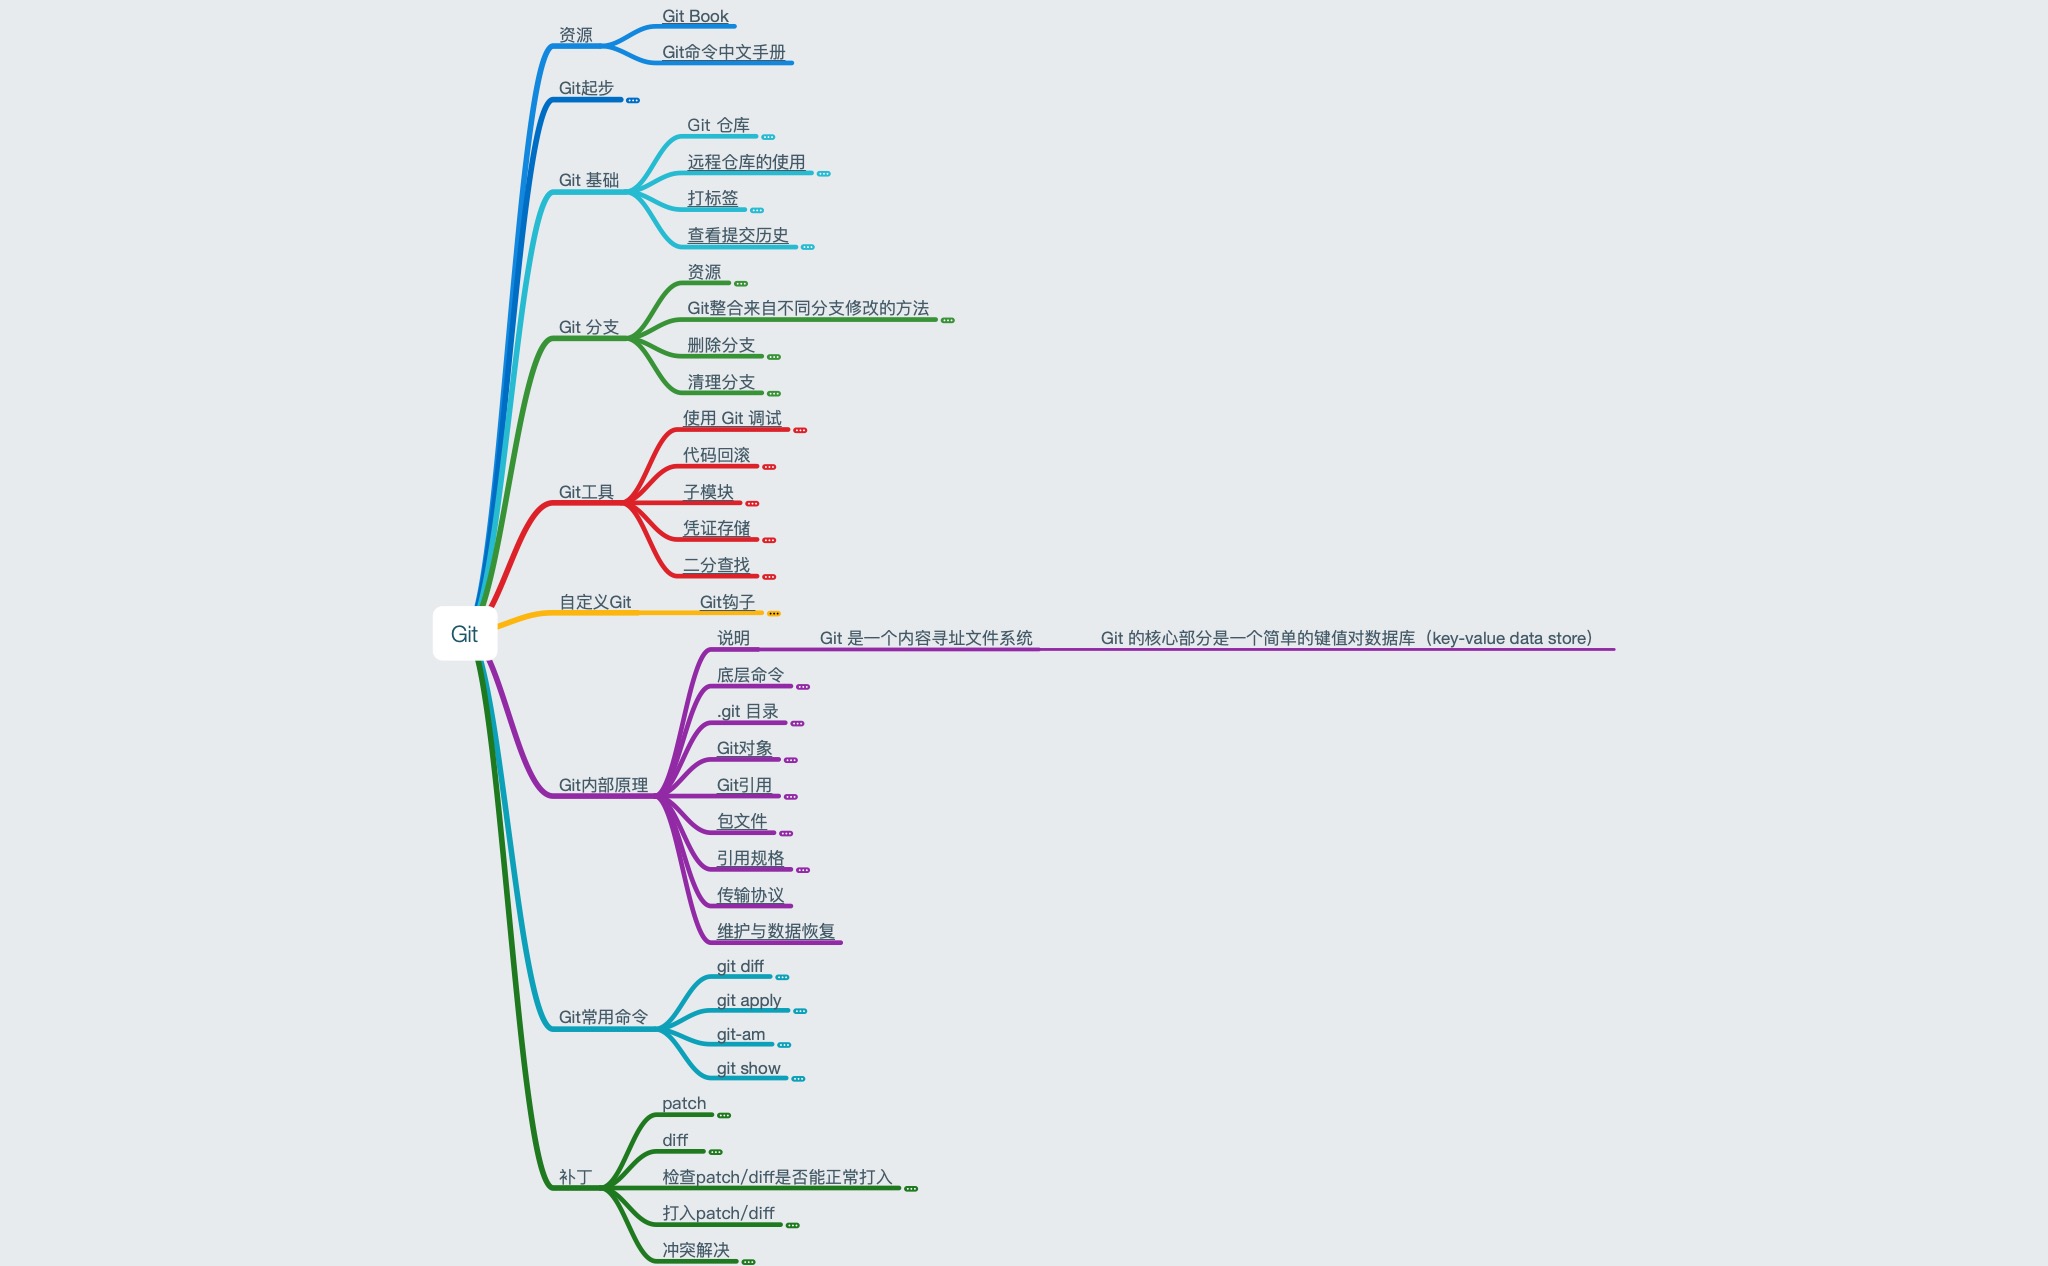 资源
Git Book
Git命令中文手册
Git起步
Git 基础
Git 仓库
远程仓库的使用
打标签
查看提交历史
Git 分支
资源
Git整合来自不同分支修改的方法
删除分支
清理分支
Git工具
使用 Git 调试
代码回滚
子模块
凭证存储
二分查找
自定义Git
Git钩子
Git
Git内部原理
说明
Git 是一个内容寻址文件系统
Git 的核心部分是一个简单的键值对数据库（key-value data store）
底层命令
.git 目录
Git对象
Git引用
包文件
引用规格
传输协议
维护与数据恢复
Git常用命令
git diff
git apply
git-am
git show
补丁
patch
diff
检查patch/diff是否能正常打入
打入patch/diff
冲突解决